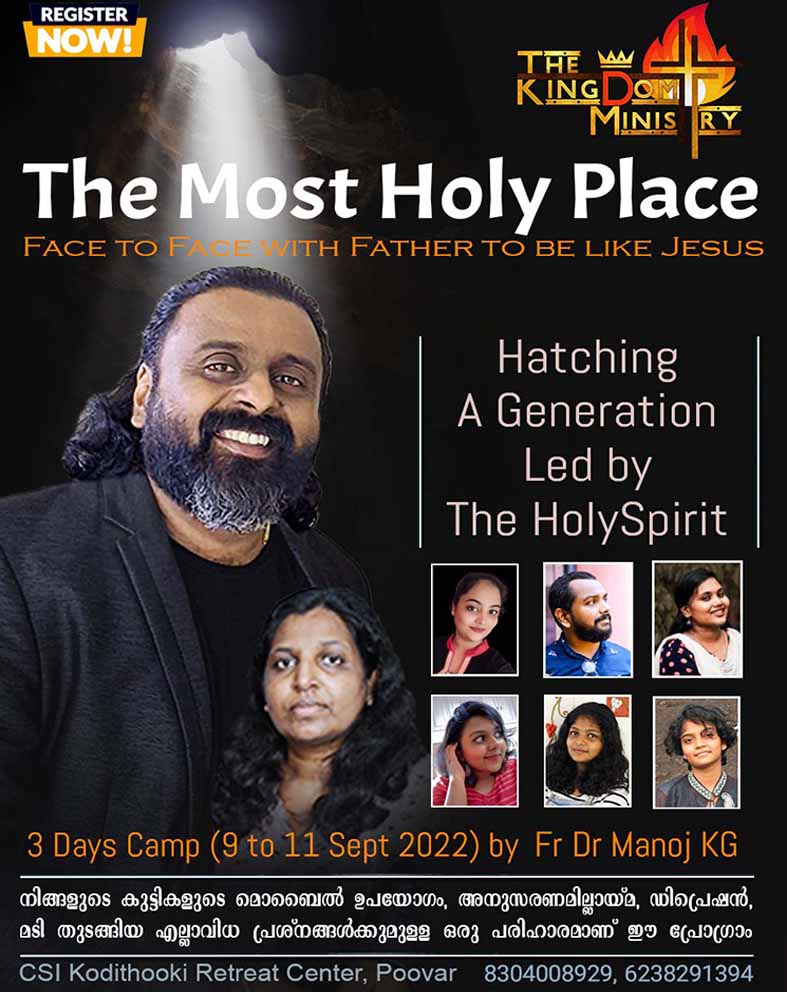 REGISTER
NOW!
THE
KINGDOM
MINISTRY
The Most Holy Place
FACE TO FACE WITH FATHER TO BE LIKE JESUS
Hatching
A Generation
Led by
The HolySpirit
3 Days Camp (9 to 11 Sept 2022) by Fr Dr Manoj KG
നിങ്ങളുടെ കുട്ടികളുടെ മൊബൈൽ ഉപയോഗം, അനുസരണമില്ലായ്മ, ഡിപ്രെഷൻ,
മടി തുടങ്ങിയ എല്ലാവിധ പ്രശ്നങ്ങൾക്കുമുളള ഒരു പരിഹാരമാണ് ഈ പ്രോഗ്രാം
CSI Kodithooki Retreat Center, Poovar 8304008929, 6238291394